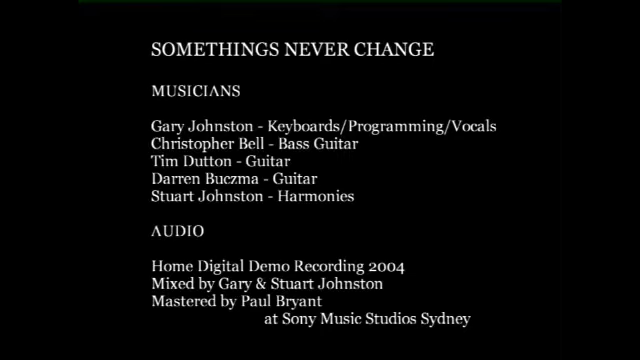 SOMETHINGS NEVER CHANGE
MUSICIANS
Gary Johnston - Keyboards/Programming/Vocals
Christopher Bell - Bass Guitar
Tim Dutton - Guitar
Darren Buczma - Guitar
Stuart Johnston - Harmonies
AUDIO
Home Digital Demo Recording 2004
Mixed by Gary & Stuart Johnston
Mastered by Paul Bryant
at Sony Music Studios Sydney